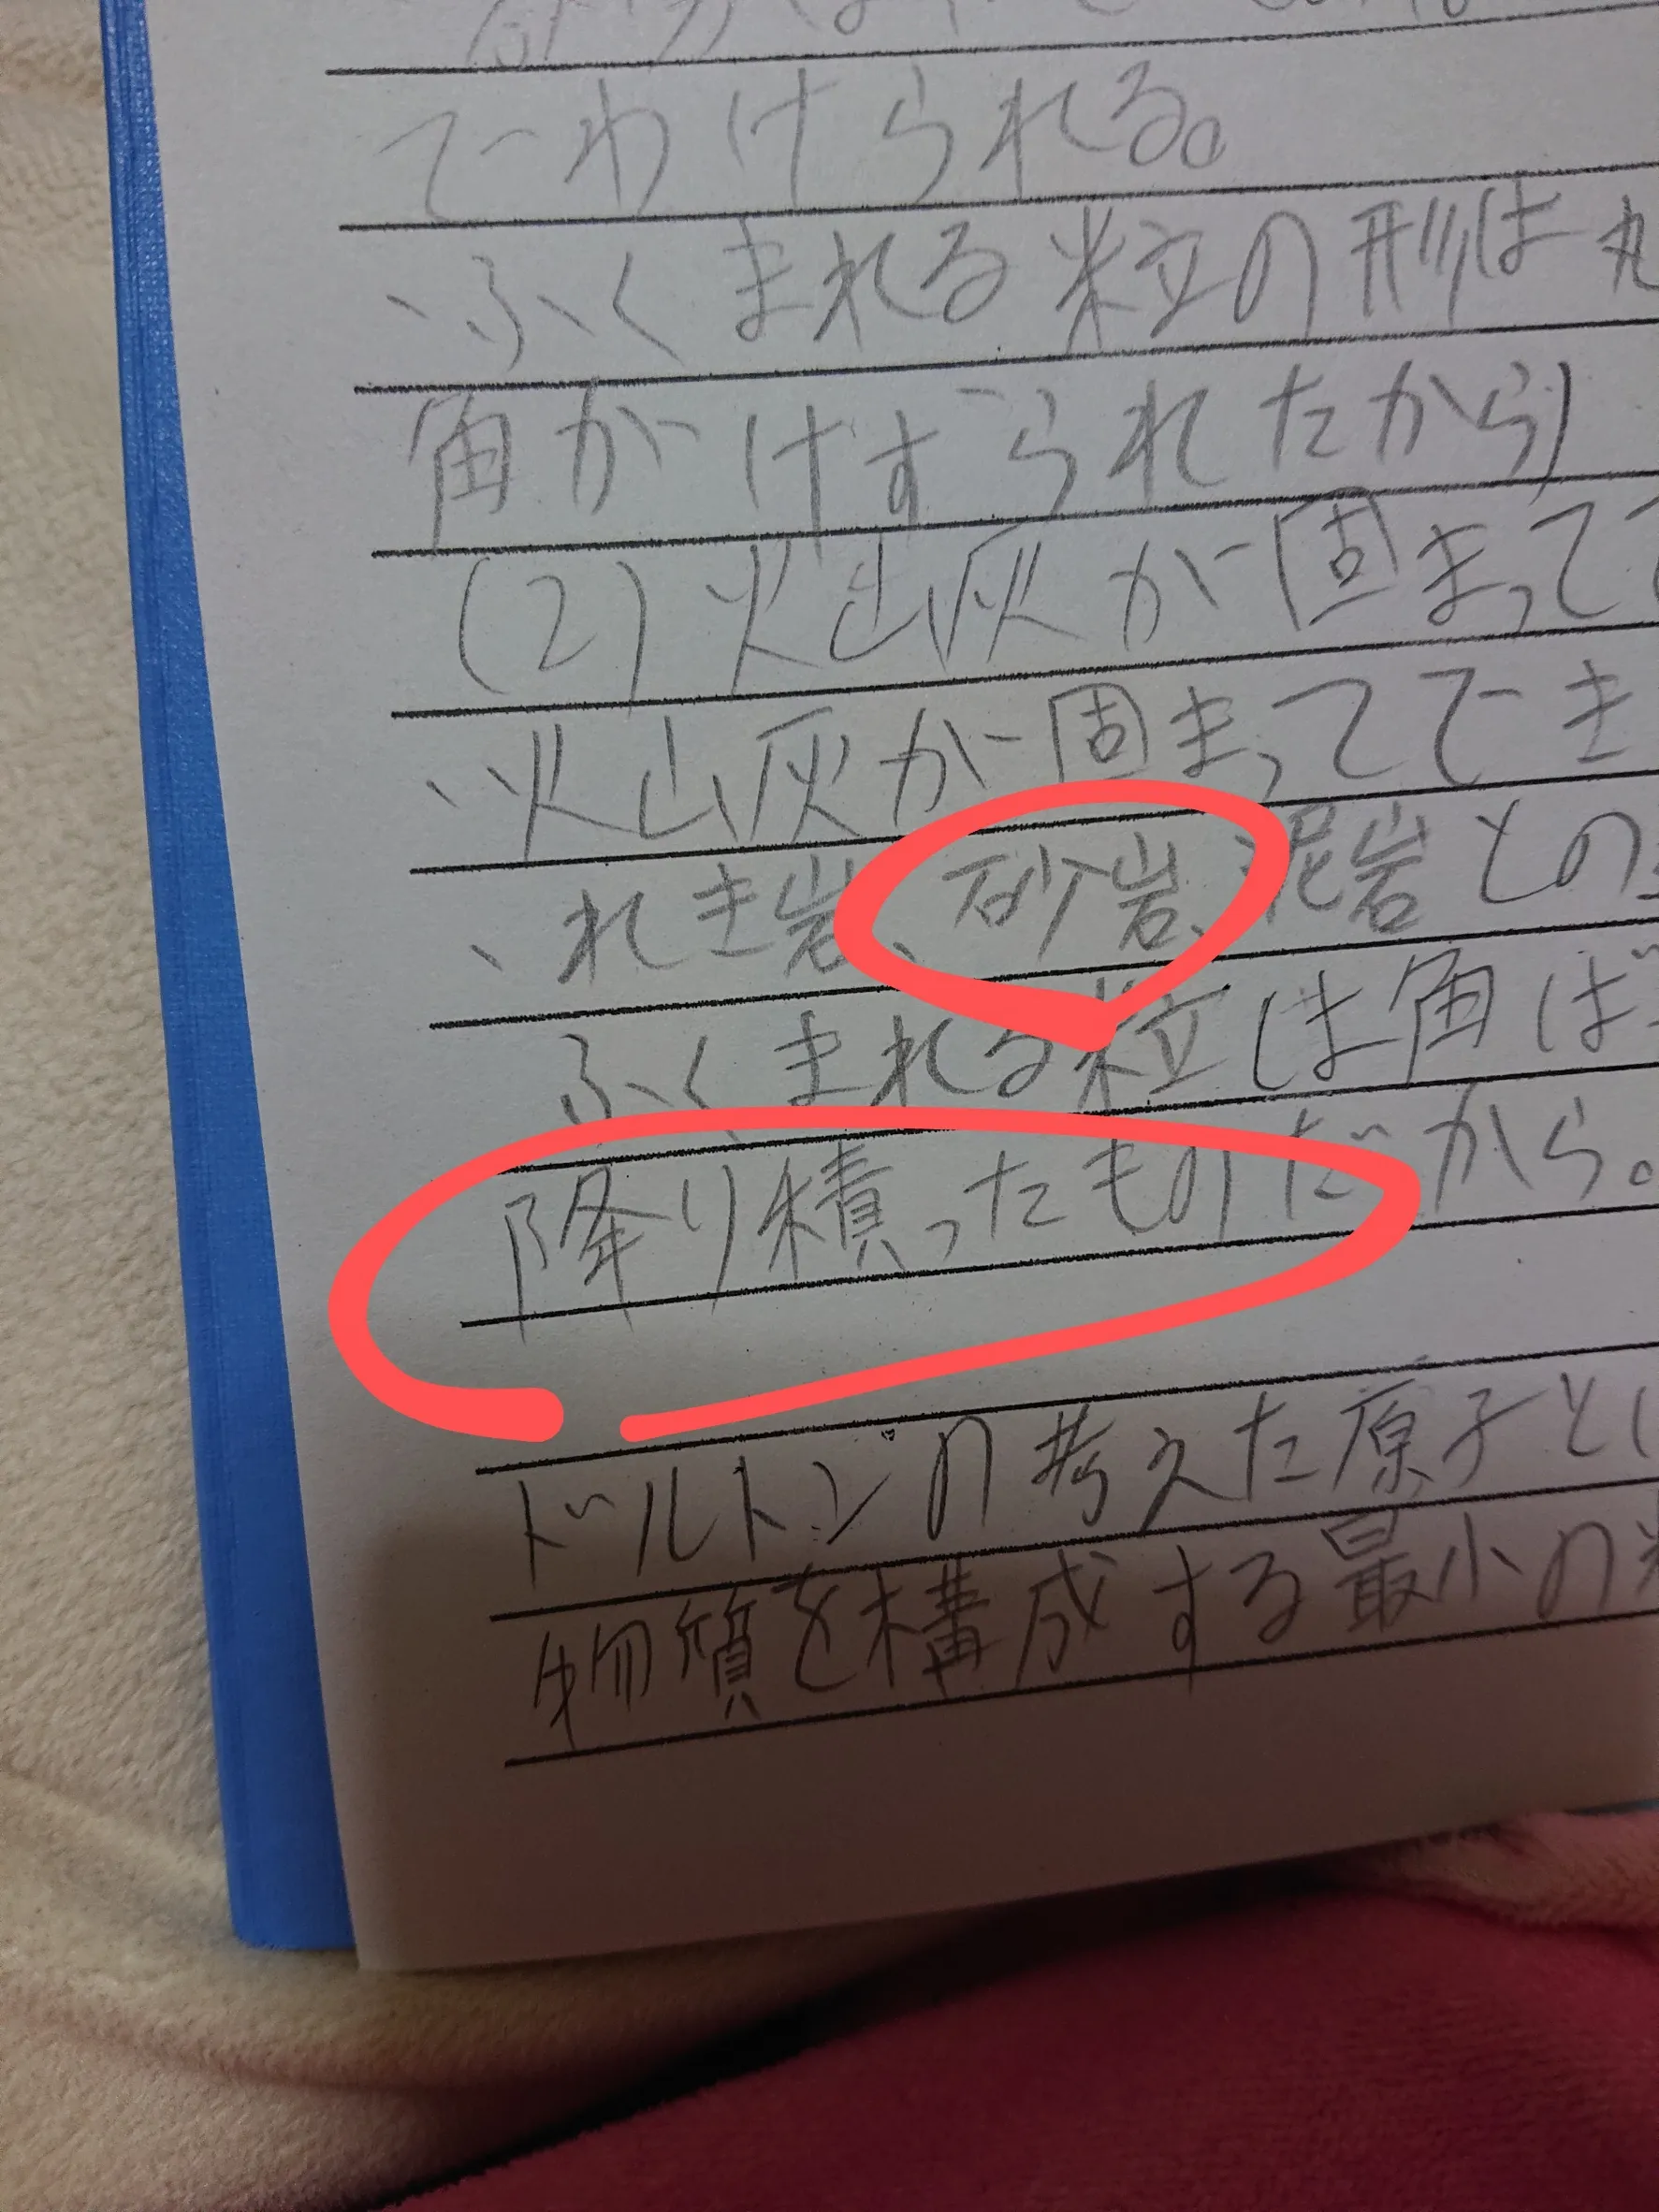 でわけられる。
、ふくまれる粒の形は丸
角がけずられたから)
(2)火山灰が固まって
、火山灰が固まってでき
、れき岩、砂岩、泥岩との
ふくまれる粒は角ば
降り積ったものだから。
ドルトンの考えた原子とい
物質を構成する最小の